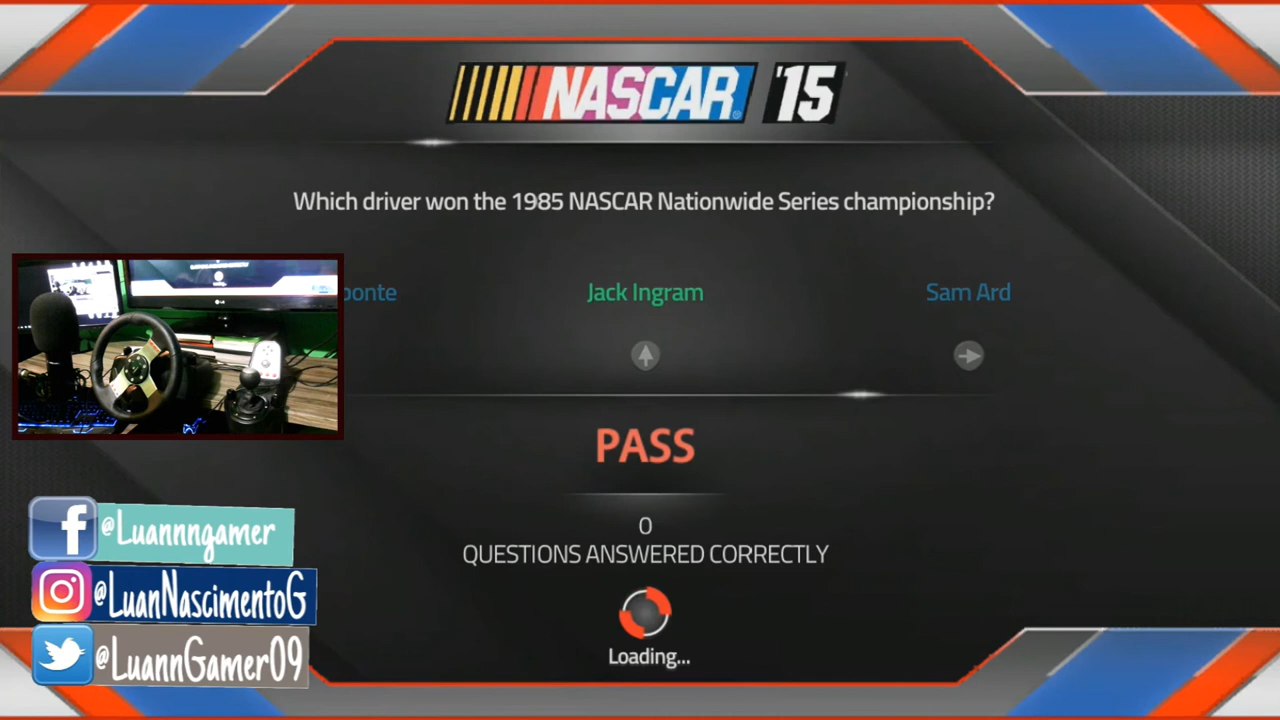 NASCAR '15
Which driver won the 1985 NASCAR Nationwide Series championship?
Jack Ingram
Sam Ard
PASS
0
QUESTIONS ANSWERED CORRECTLY
Loading...
@Luannngamer
@LuanNascimentoG
@LuannGamer09